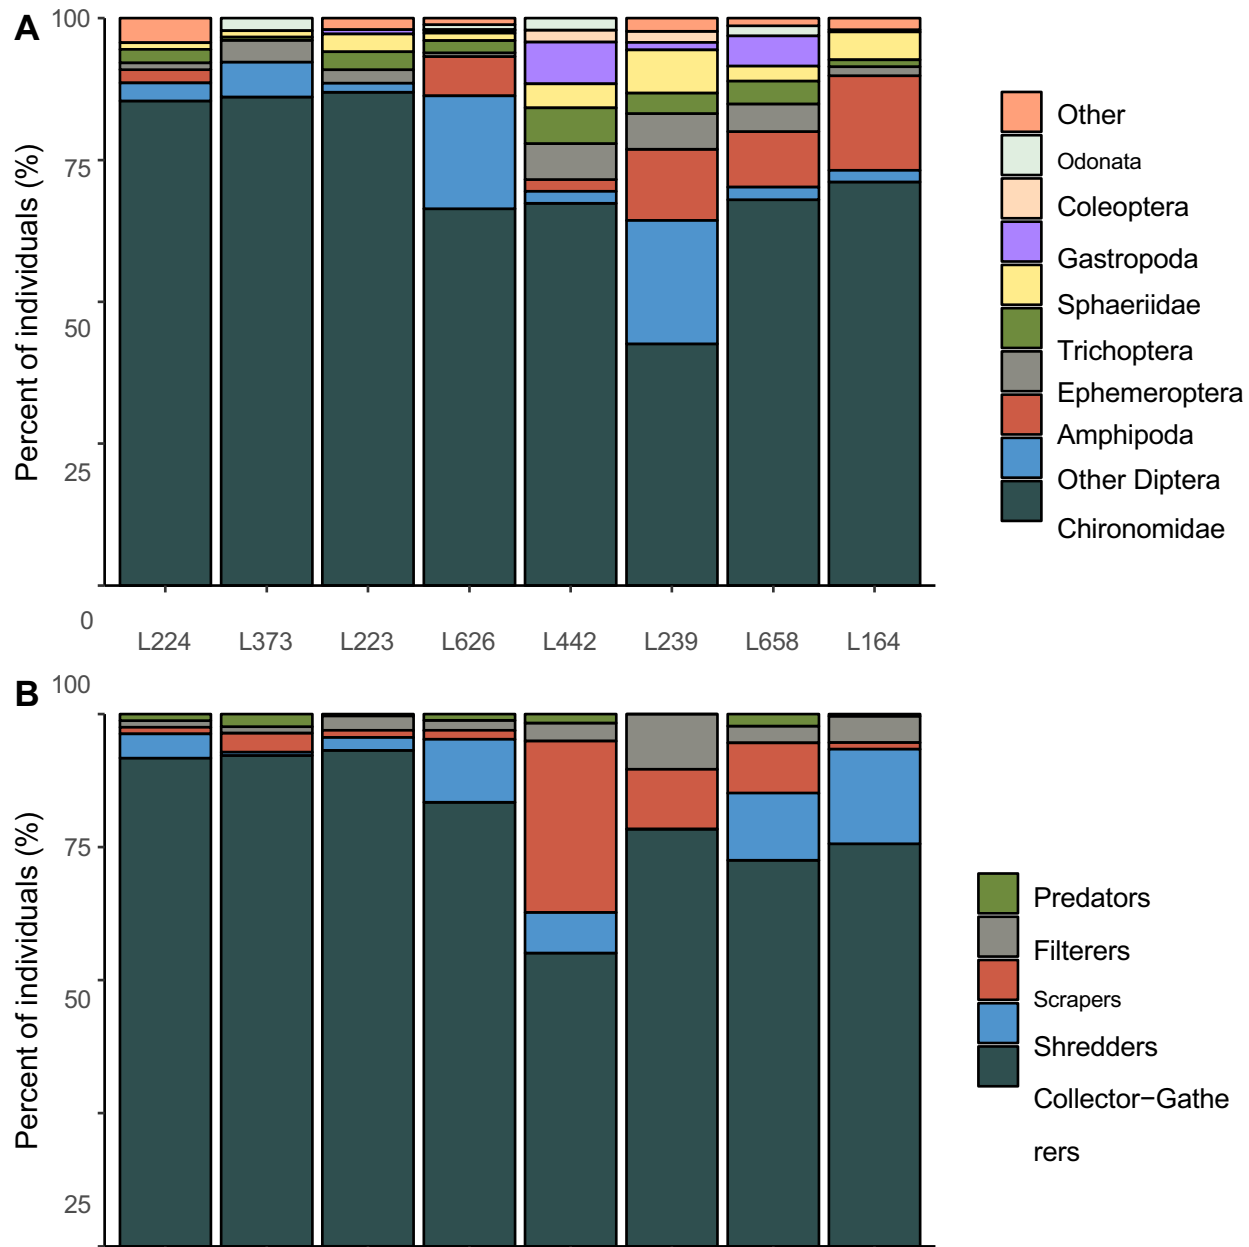 A
100
75
50
25
0
Percent of individuals (%)
L224 L373 L223 L626 L442 L239 L658 L164
Other
Odonata
Coleoptera
Gastropoda
Sphaeriidae
Trichoptera
Ephemeroptera
Amphipoda
Other Diptera
Chironomidae
B
100
75
50
25
Percent of individuals (%)
Predators
Filterers
Scrapers
Shredders
Collector−Gathe
rers